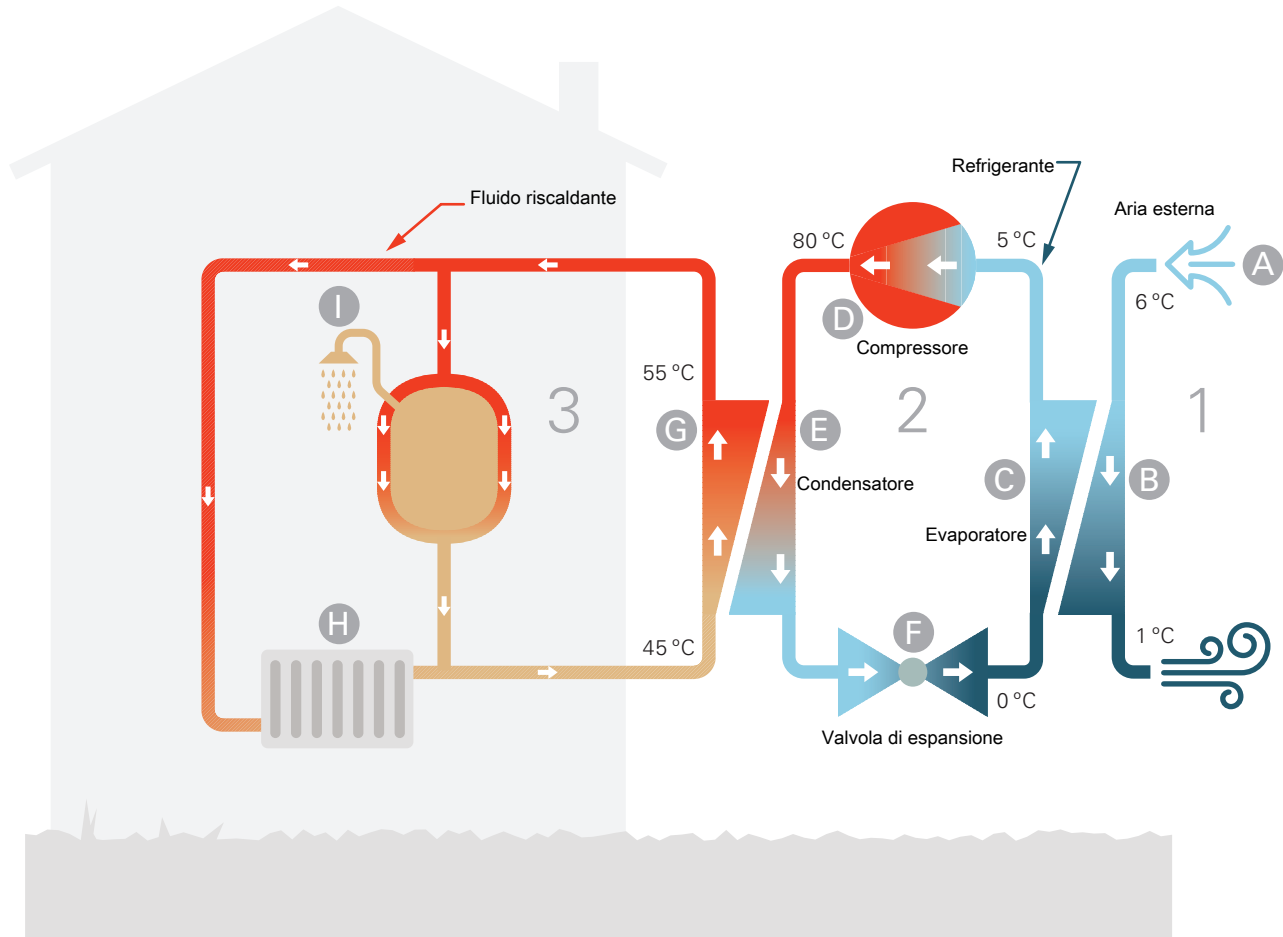 Refrigerante
Fluido riscaldante
Aria esterna
80 °C
5 °C
A
6 °C
I
D
Compressore
55 °C
3
2
1
G
E
Condensatore
C
B
Evaporatore
H
45 °C
F
1 °C
0 °C
Valvola di espansione